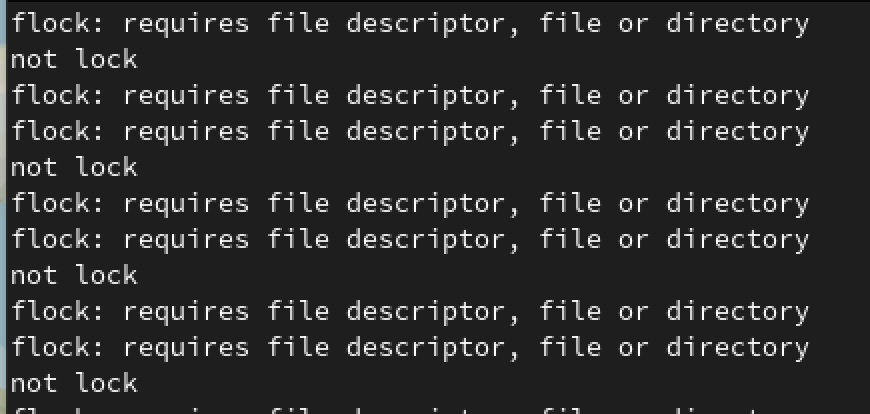 flock: requires file descriptor, file or directory
not lock
flock: requires file descriptor, file or directory
flock: requires file descriptor, file or directory
not lock
flock: requires file descriptor, file or directory
flock: requires file descriptor, file or directory
not lock
flock: requires file descriptor, file or directory
flock: requires file descriptor, file or directory
not lock